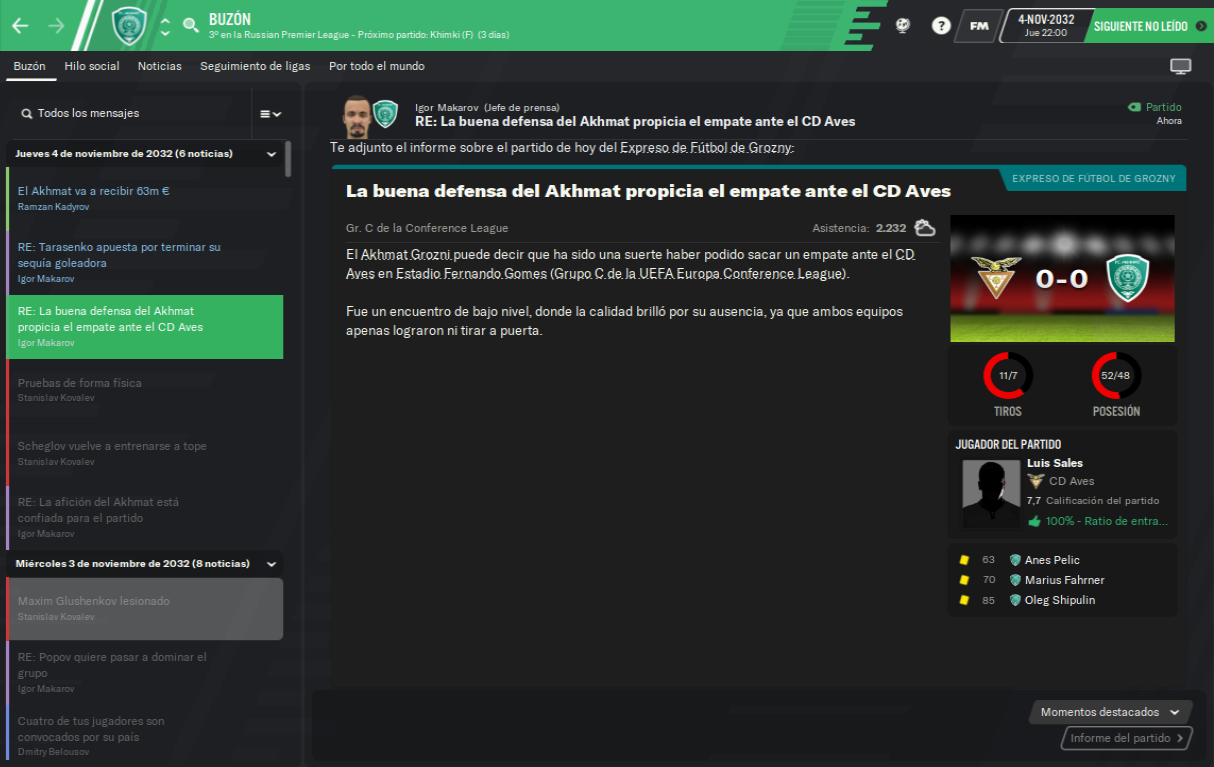 BUZÓN
3º en la Russian Premier League - Próximo partido: Khimki (F) (3 días)
?
FM
4-NOV-2032
Jue 22:00
SIGUIENTE NO LEÍDO
Buzón Hilo social Noticias Seguimiento de ligas Por todo el mundo
Todos los mensajes
Jueves 4 de noviembre de 2032 (6 noticias)
El Akhmat va a recibir 63m €
Ramzan Kadyrov
RE: Tarasenko apuesta por terminar su
sequía goleadora
Igor Makarov
RE: La buena defensa del Akhmat
propicia el empate ante el CD Aves
Igor Makarov
Pruebas de forma física
Stanislav Kovalev
Scheglov vuelve a entrenarse a tope
Stanislav Kovalev
RE: La afición del Akhmat está
confiada para el partido
Igor Makarov
Miércoles 3 de noviembre de 2032 (8 noticias)
Maxim Glushenkov lesionado
Stanislav Kovalev
RE: Popov quiere pasar a dominar el
grupo
Igor Makarov
Cuatro de tus jugadores son
convocados por su país
Dmitry Belousov
Igor Makarov (Jefe de prensa)
RE: La buena defensa del Akhmat propicia el empate ante el CD Aves
Partido
Ahora
Te adjunto el informe sobre el partido de hoy del Expreso de Fútbol de Grozny:
EXPRESO DE FÚTBOL DE GROZNY
La buena defensa del Akhmat propicia el empate ante el CD Aves
Gr. C de la Conference League
Asistencia: 2.232
El Akhmat Grozni puede decir que ha sido una suerte haber podido sacar un empate ante el CD
Aves en Estadio Fernando Gomes (Grupo C de la UEFA Europa Conference League).
Fue un encuentro de bajo nivel, donde la calidad brilló por su ausencia, ya que ambos equipos
apenas lograron ni tirar a puerta.
0-0
11/7
52/48
TIROS
POSESIÓN
JUGADOR DEL PARTIDO
Luis Sales
CD Aves
7,7 Calificación del partido
100% - Ratio de entra...
63 Anes Pelic
70 Marius Fahrner
85 Oleg Shipulin
Momentos destacados
Informe del partido